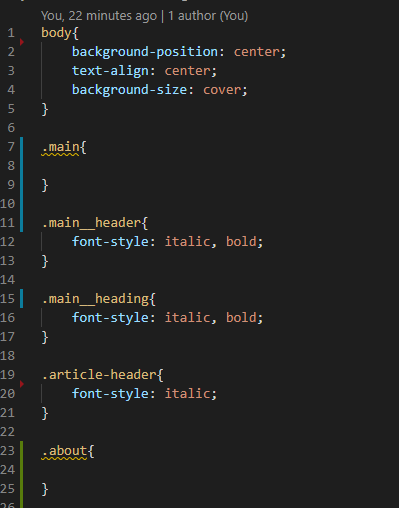 You, 22 minutes ago | 1 author (You)
1 body{
2     background-position: center;
3     text-align: center;
4     background-size: cover;
5 }
6
7 .main{
8
9 }
10
11 .main__header{
12     font-style: italic, bold;
13 }
14
15 .main__heading{
16     font-style: italic, bold;
17 }
18
19 .article-header{
20     font-style: italic;
21 }
22
23 .about{
24
25 }
26